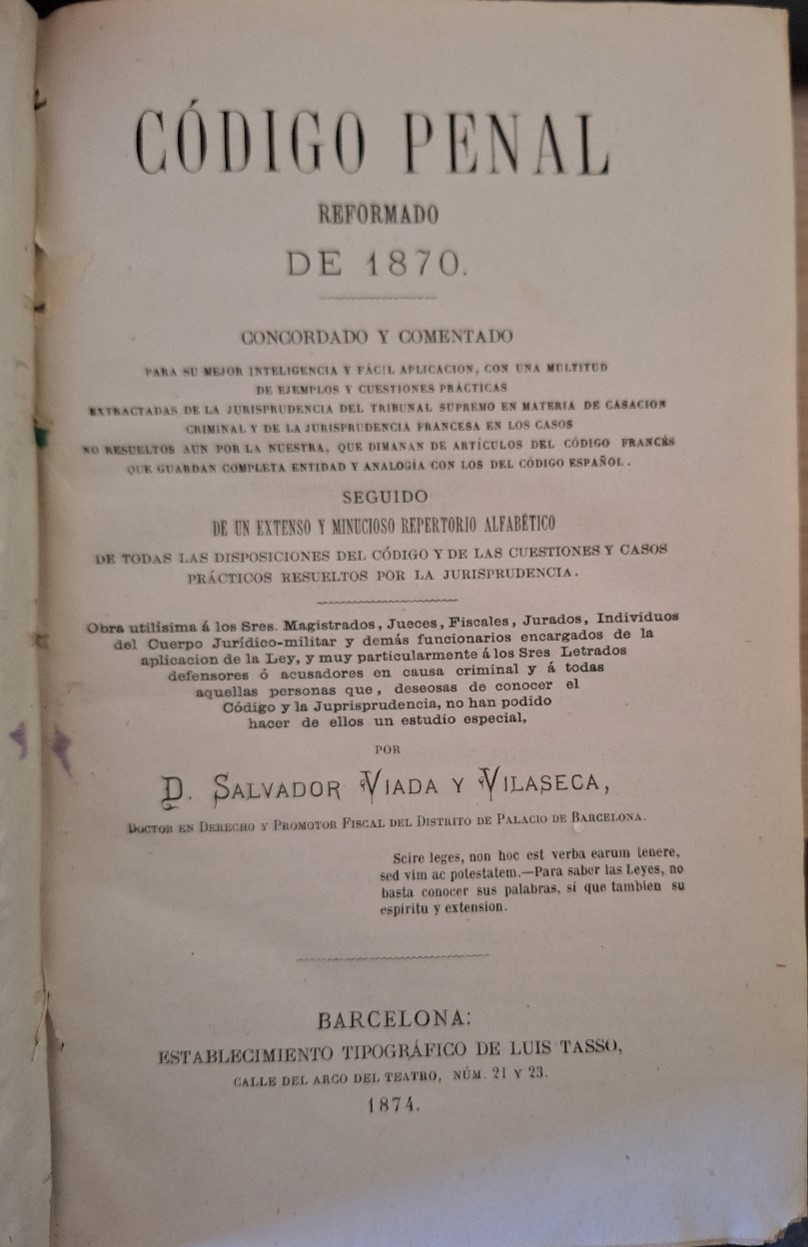 CÓDIGO PENAL
REFORMADO
DE 1870.
CONCORDADO Y COMENTADO
PARA SU MEJOR INTELIGENCIA Y FÁCIL APLICACION, CON UNA MULTITUD
DE EJEMPLOS Y CUESTIONES PRÁCTICAS
EXTRACTADAS DE LA JURISPRUDENCIA DEL TRIBUNAL SUPREMO EN MATERIA DE CASACION
CRIMINAL Y DE LA JURISPRUDENCIA FRANCESA EN LOS CASOS
NO RESUELTOS AUN POR LA NUESTRA, QUE DIMANAN DE ARTÍCULOS DEL CÓDIGO FRANCÉS
QUE GUARDAN COMPLETA ENTIDAD Y ANALOGÍA CON LOS DEL CÓDIGO ESPAÑOL.
SEGUIDO
DE UN EXTENSO Y MINUCIOSO REPERTORIO ALFABÉTICO
DE TODAS LAS DISPOSICIONES DEL CÓDIGO Y DE LAS CUESTIONES Y CASOS
PRÁCTICOS RESUELTOS POR LA JURISPRUDENCIA.
Obra utilísima á los Sres. Magistrados, Jueces, Fiscales, Jurados, Individuos
del Cuerpo Jurídico-militar y demás funcionarios encargados de la
aplicacion de la Ley, y muy particularmente á los Sres Letrados
defensores ó acusadores en causa criminal y á todas
aquellas personas que, deseosas de conocer el
Código y la Juprisprudencia, no han podido
hacer de ellos un estudio especial,
POR
D. SALVADOR VIADA Y VILASECA,
DOCTOR EN DERECHO Y PROMOTOR FISCAL DEL DISTRITO DE PALACIO DE BARCELONA.
Scire leges, non hoc est verba earum tenere,
sed vim ac potestatem.—Para saber las Leyes, no
basta conocer sus palabras, si que tambien su
espiritu y extension.
BARCELONA:
ESTABLECIMIENTO TIPOGRÁFICO DE LUIS TASSO,
CALLE DEL ARCO DEL TEATRO, NÚM. 21 Y 23.
1874.